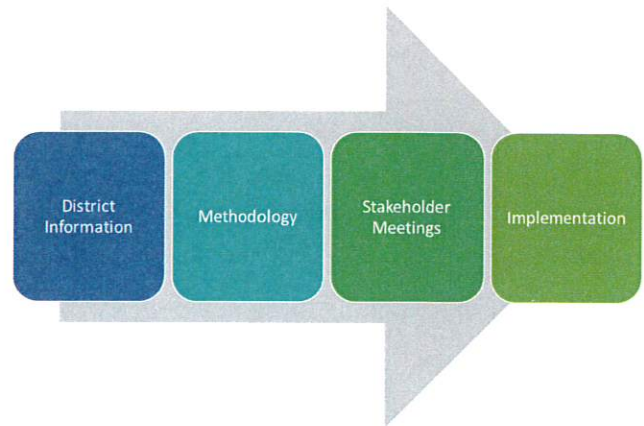 District
Information
Methodology
Stakeholder
Meetings
Implementation